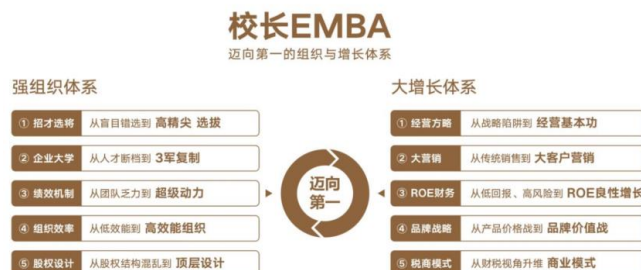 校长EMBA
迈向第一的组织与增长体系
强组织体系
① 招才选将 从盲目错选到 高精尖 选拔
② 企业大学 从人才断档到 3军复制
③ 绩效机制 从团队乏力到 超级动力
④ 组织效率 从低效能到 高效能组织
⑤ 股权设计 从股权结构混乱到 顶层设计
迈向
第一
大增长体系
① 经营方略 从战略陷阱到 经营基本功
② 大营销 从传统销售到 大客户营销
③ ROE财务 从低回报、高风险到 ROE良性增长
④ 品牌战略 从产品价格战到 品牌价值战
⑤ 税商模式 从财税视角升维 商业模式